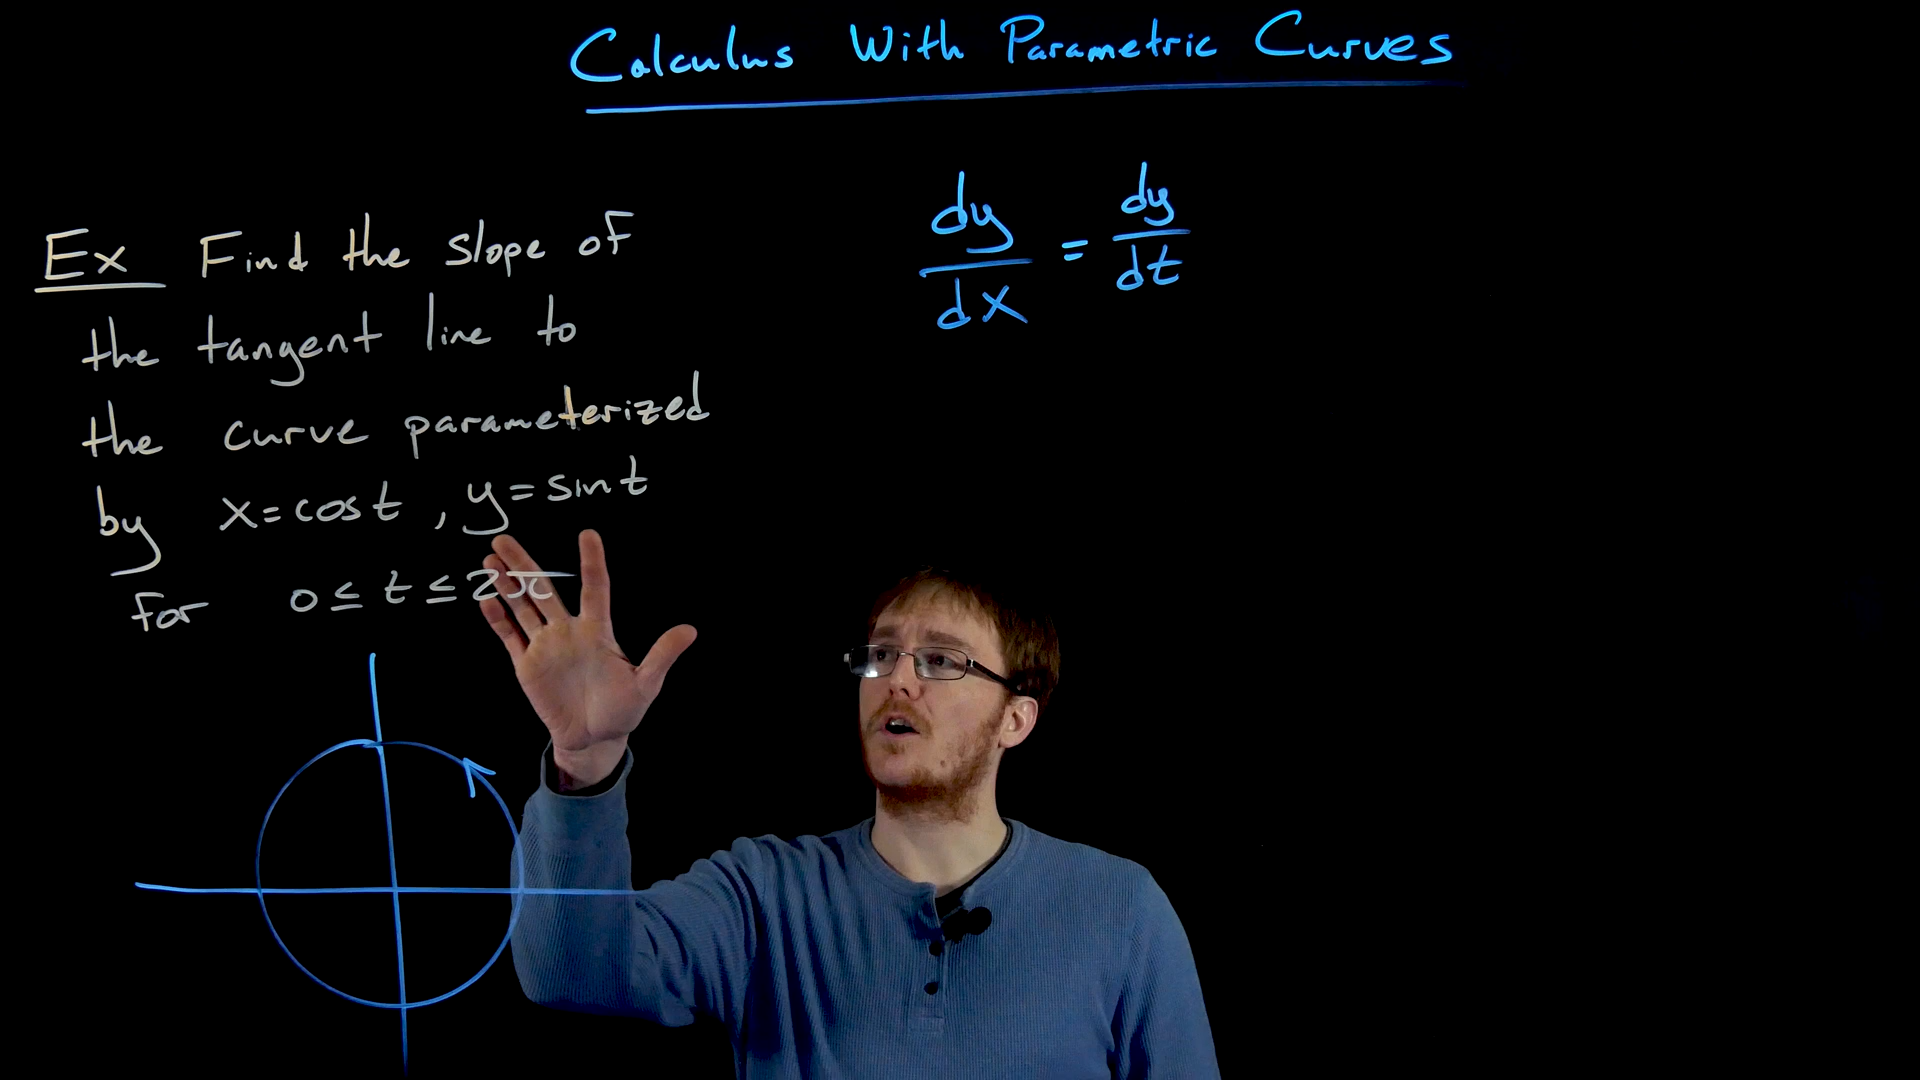 Calculus With Parametric Curves
Ex Find the slope of
the tangent line to
the curve parameterized
by x=cost, y=sint
for 0 ≤ t ≤ 2π
dy/dx = dy/dt